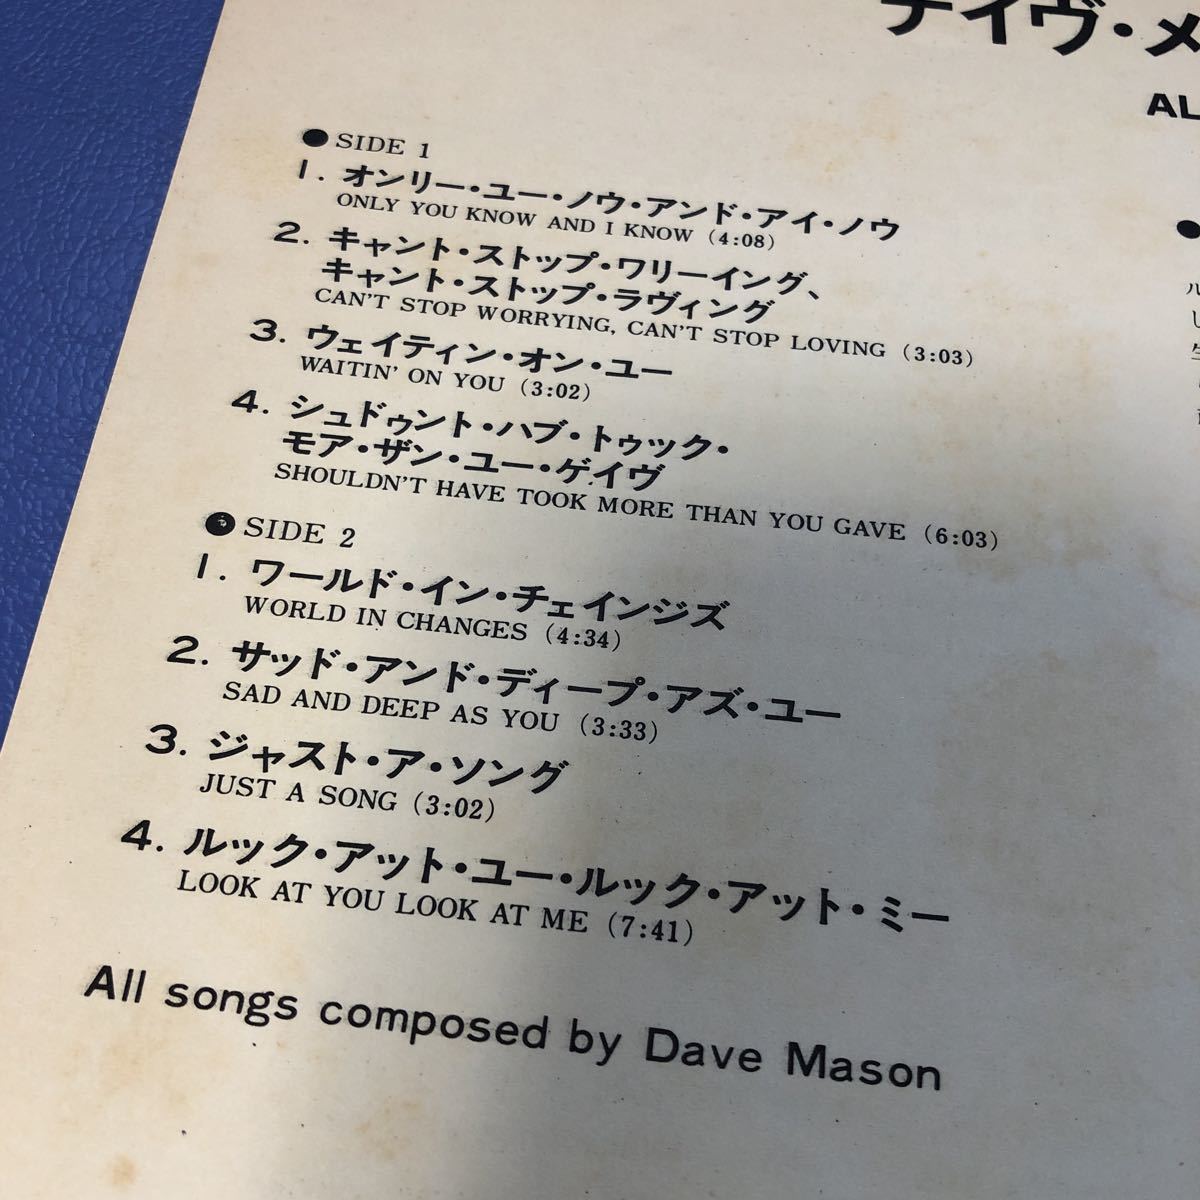 デイヴ・メ
AL
●SIDE 1
1. オンリー・ユー・ノウ・アンド・アイ・ノウ
ONLY YOU KNOW AND I KNOW (4:08)
2. キャント・ストップ・ワリーイング、
キャント・ストップ・ラヴィング
CAN'T STOP WORRYING, CAN'T STOP LOVING (3:03)
3. ウェイティン・オン・ユー
WAITIN' ON YOU (3:02)
4. シュドゥント・ハブ・トゥック・
モア・ザン・ユー・ゲイヴ
SHOULDN'T HAVE TOOK MORE THAN YOU GAVE (6:03)
●SIDE 2
1. ワールド・イン・チェインジズ
WORLD IN CHANGES (4:34)
2. サッド・アンド・ディープ・アズ・ユー
SAD AND DEEP AS YOU (3:33)
3. ジャスト・ア・ソング
JUST A SONG (3:02)
4. ルック・アット・ユー・ルック・アット・ミー
LOOK AT YOU LOOK AT ME (7:41)
All songs composed by Dave Mason